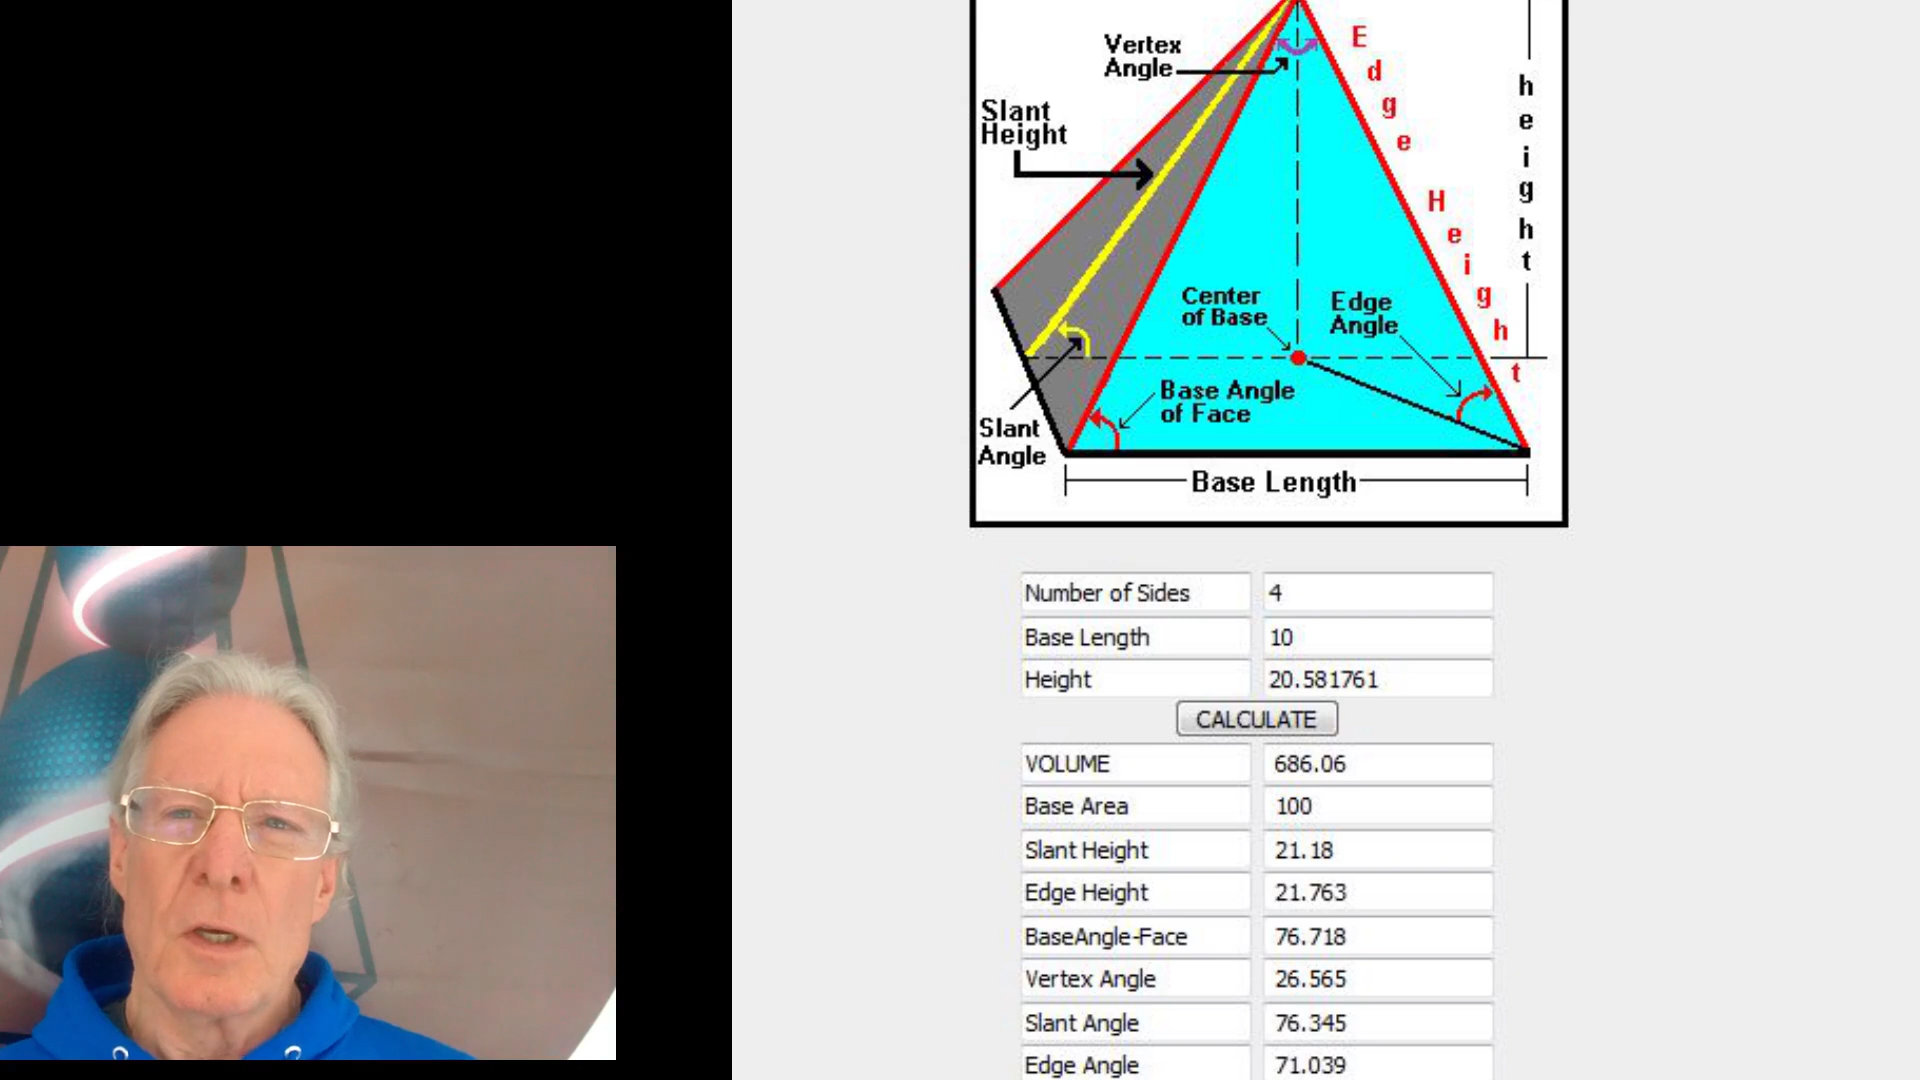 Vertex
Angle
Slant
Height
Edge Height
height
Center
of Base
Edge
Angle
Base Angle
of Face
Slant
Angle
Base Length
Number of Sides 4
Base Length 10
Height 20.581761
CALCULATE
VOLUME 686.06
Base Area 100
Slant Height 21.18
Edge Height 21.763
BaseAngle-Face 76.718
Vertex Angle 26.565
Slant Angle 76.345
Edge Angle 71.039